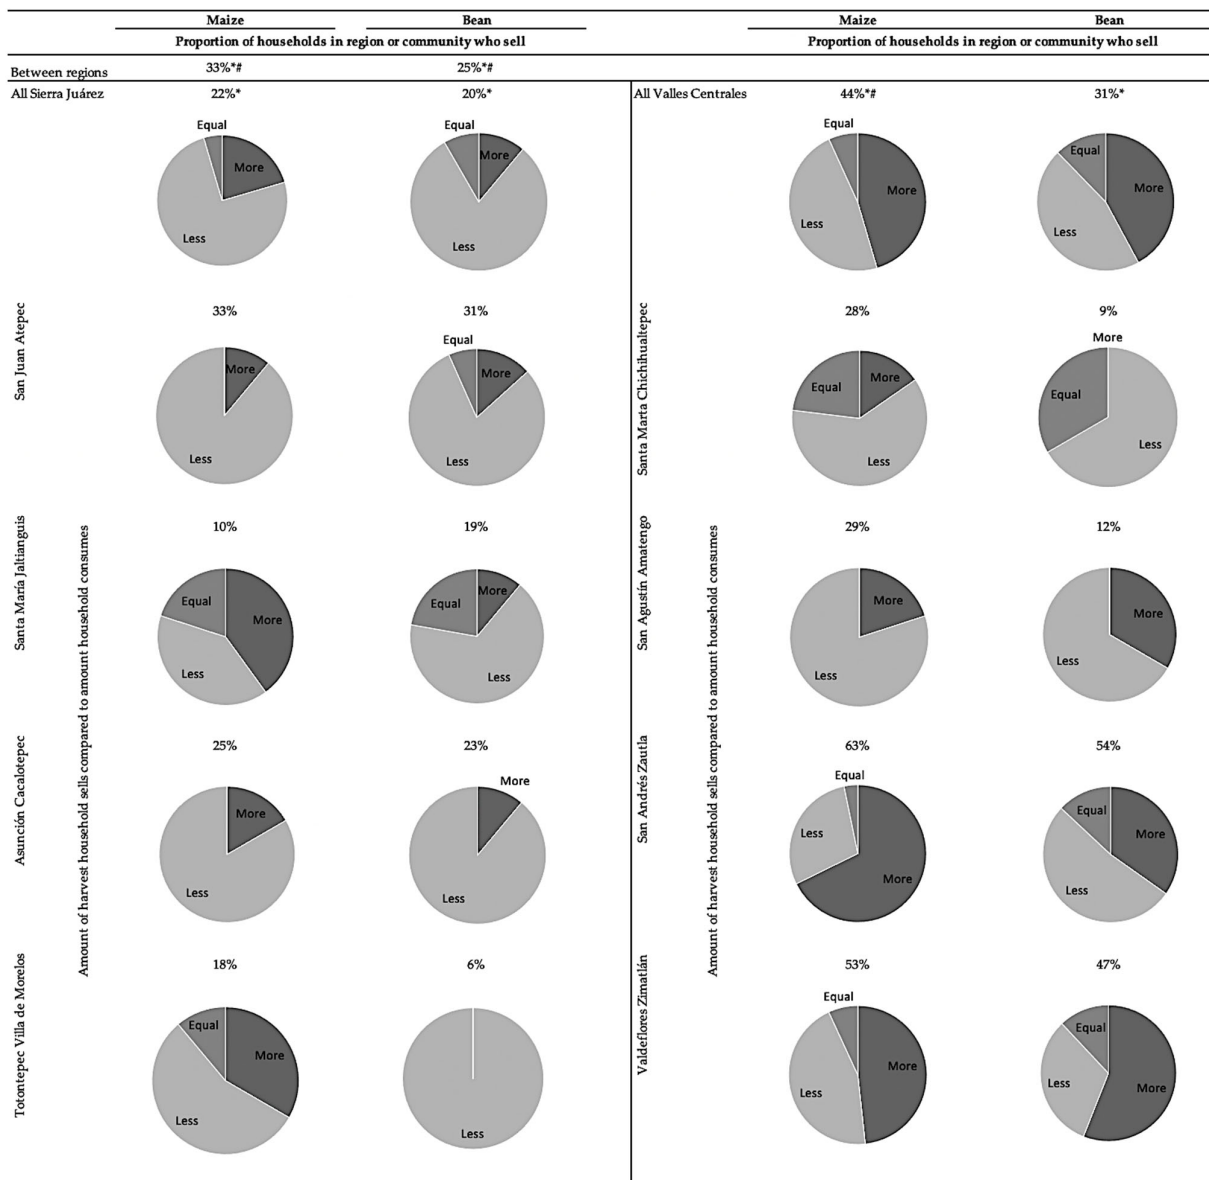 Maize Bean Maize Bean
Proportion of households in region or community who sell Proportion of households in region or community who sell
Between regions 33%*# 25%*#
All Sierra Juárez 22%* 20%* All Valles Centrales 44%*# 31%*
Equal More Less
Equal More Less
Equal More Less
Equal More Less
San Juan Atepec
33% 31%
More Less
Equal More Less
Santa Marta Chichihualtepec
28% 9%
Equal More Less
More Equal Less
Amount of harvest household sells compared to amount household consumes
Santa María Jaltianguis
10% 19%
Equal More Less
Equal More Less
Amount of harvest household sells compared to amount household consumes
San Agustín Amatengo
29% 12%
More Less
More Less
Asunción Cacalotepec
25% 23%
More Less
More Less
San Andrés Zautla
63% 54%
Equal Less More
Equal More Less
Totontepec Villa de Morelos
18% 6%
Equal More Less
Less
Valdeflores Zimatlán
53% 47%
Equal More Less
Equal Less More